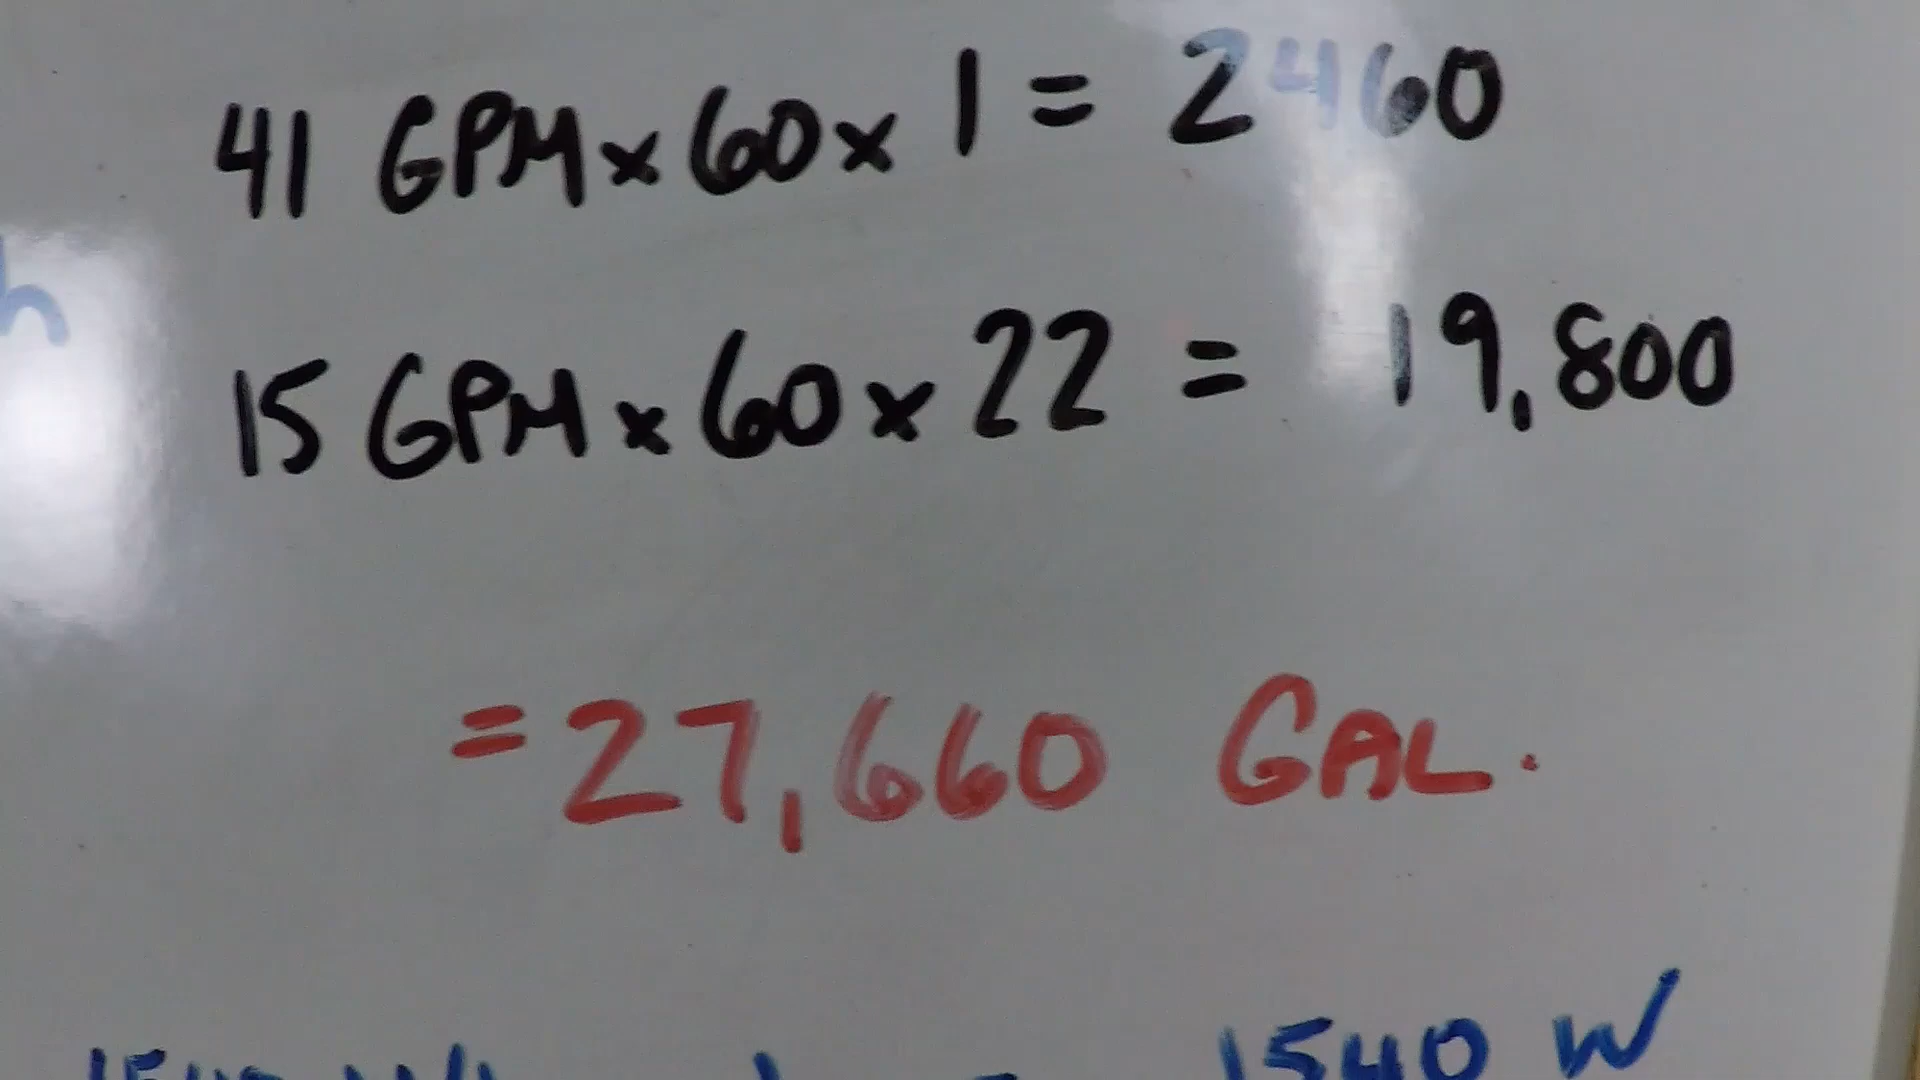 41 GPM x 60 x 1 = 2460
h
15 GPM x 60 x 22 = 19,800
= 27,660 GAL.
1540 W